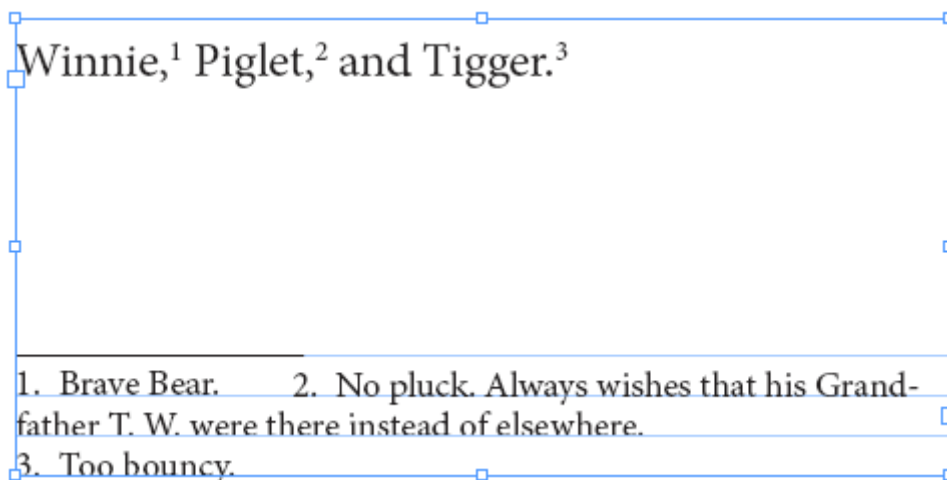 Winnie,¹ Piglet,² and Tigger.³
1. Brave Bear. 2. No pluck. Always wishes that his Grand-
father T. W. were there instead of elsewhere.
3. Too bouncy.